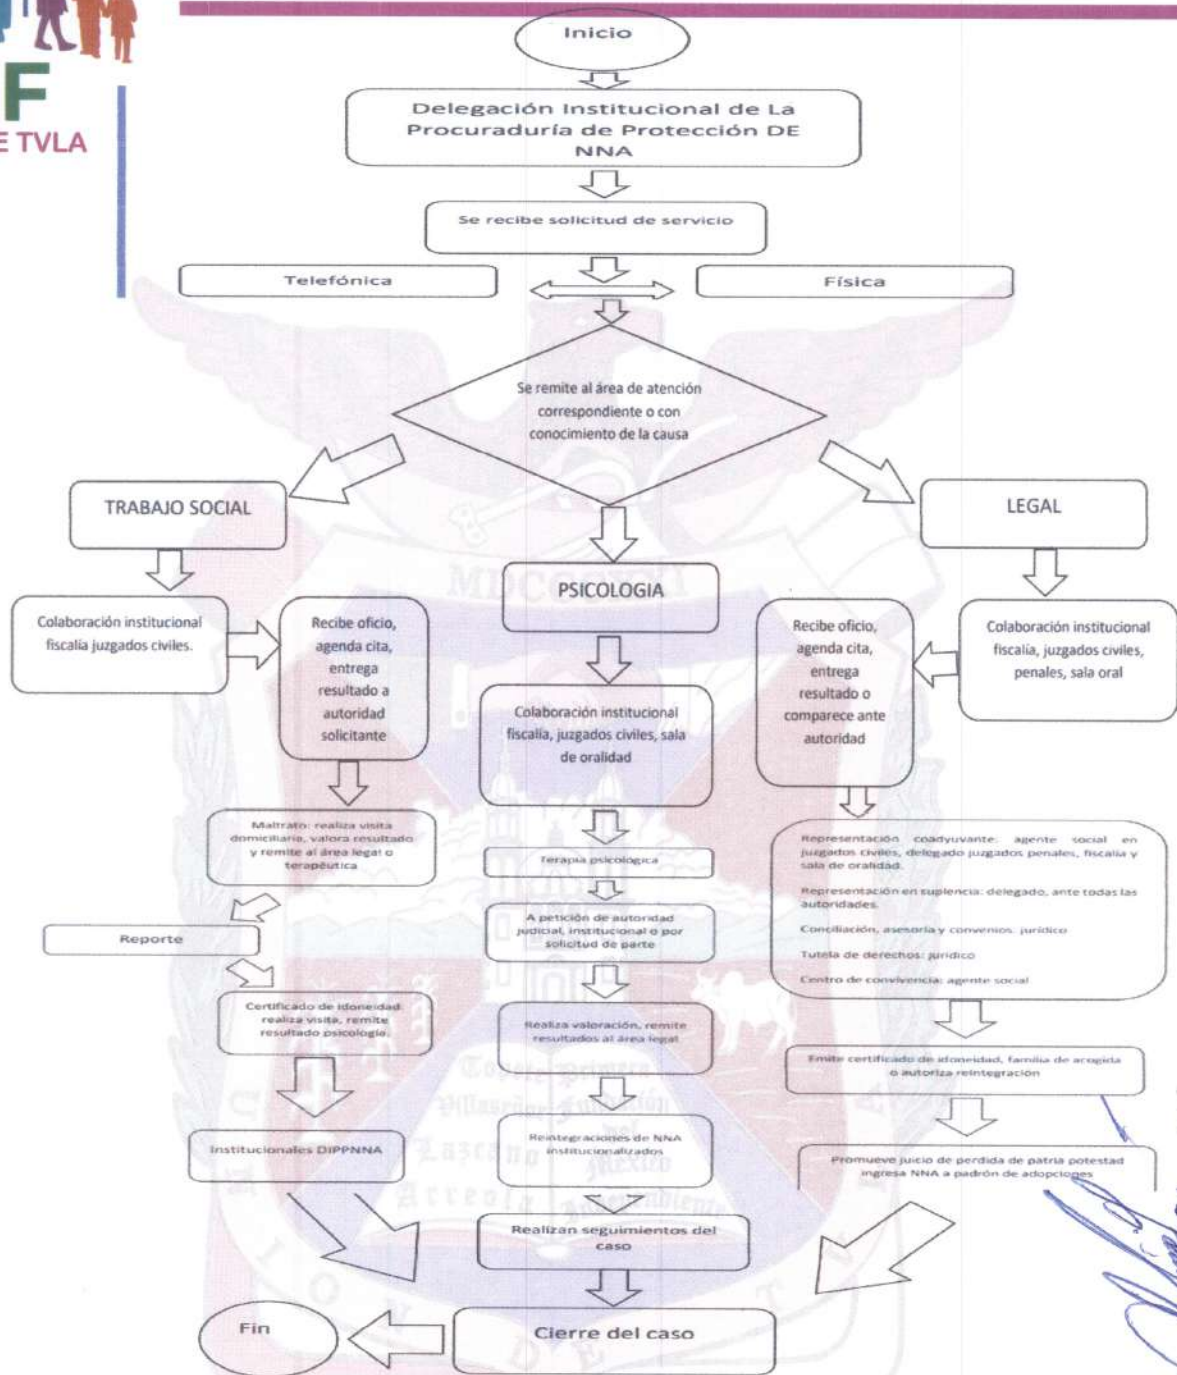 F
E TVLA
Inicio
Delegación Institucional de La
Procuraduría de Protección DE
NNA
Se recibe solicitud de servicio
Telefónica
Física
Se remite al área de atención
correspondiente o con
conocimiento de la causa
TRABAJO SOCIAL
LEGAL
PSICOLOGIA
Colaboración institucional
fiscalía juzgados civiles.
Recibe oficio,
agenda cita,
entrega
resultado a
autoridad
solicitante
Colaboración institucional
fiscalía, juzgados civiles, sala
de oralidad
Recibe oficio,
agenda cita,
entrega
resultado o
comparece ante
autoridad
Colaboración institucional
fiscalía, juzgados civiles,
penales, sala oral
Maltrato: realiza visita
domiciliaria, valora resultado
y remite al área legal o
terapéutica
Reporte
Certificado de idoneidad:
realiza visita, remite
resultado psicología.
Institucionales DIPPNNA
Terapia psicológica
A petición de autoridad
judicial, institucional o por
solicitud de parte
Realiza valoración, remite
resultados al área legal
Reintegraciones de NNA
institucionalizados
Realizan seguimientos del
caso
Representación coadyuvante: agente social en
juzgados civiles, delegado juzgados penales, fiscalía y
sala de oralidad.
Representación en suplencia: delegado, ante todas las
autoridades.
Conciliación, asesoría y convenios: jurídico
Tutela de derechos: jurídico
Centro de convivencia: agente social
Emite certificado de idoneidad, familia de acogida
o autoriza reintegración
Promueve juicio de perdida de patria potestad
ingresa NNA a padrón de adopciones
Cierre del caso
Fin
Primera
Villaseñor Fundación
Lazcano del
México
Arreola Independiente